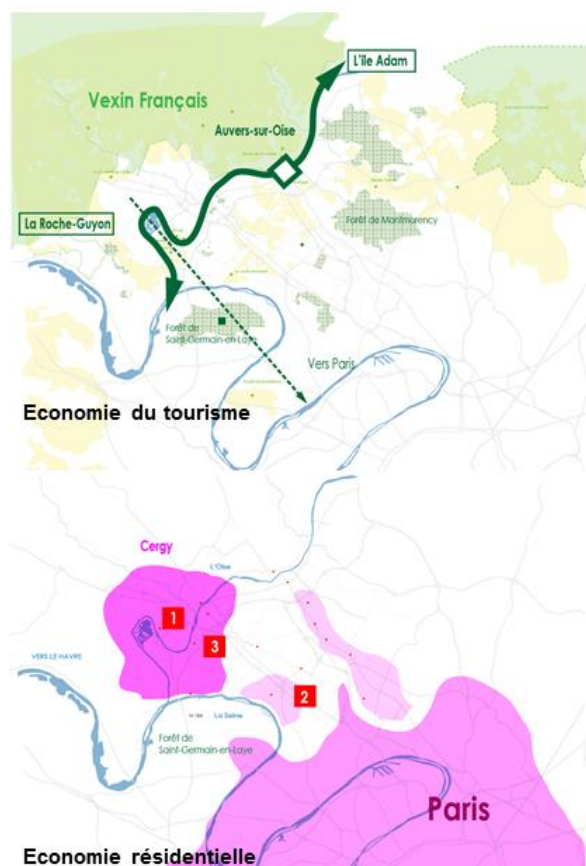 L'île Adam
Vexin Français
Auvers-sur-Oise
La Roche-Guyon
Forêt de Montmorency
Forêt de
Saint-Germain-en-Laye
Vers Paris
Economie du tourisme
Cergy
L'Oise
1
3
VERS LE HAVRE
2
La Seine
Forêt de
Saint-Germain-en-Laye
Paris
Economie résidentielle